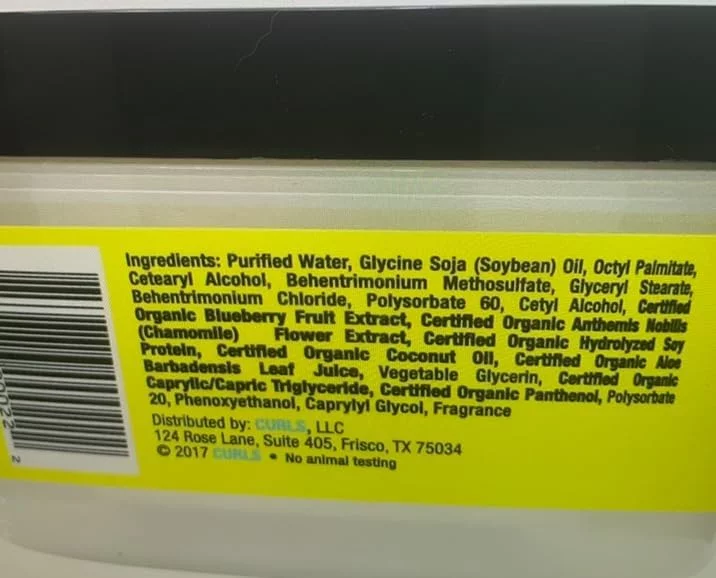 Ingredients: Purified Water, Glycine Soja (Soybean) Oil, Octyl Palmitate,
Cetearyl Alcohol, Behentrimonium Methosulfate, Glyceryl Stearate,
Behentrimonium Chloride, Polysorbate 60, Cetyl Alcohol, Certified
Organic Blueberry Fruit Extract, Certified Organic Anthemis Nobilis
(Chamomile) Flower Extract, Certified Organic Hydrolyzed Soy
Protein, Certified Organic Coconut Oil, Certified Organic Aloe
Barbadensis Leaf Juice, Vegetable Glycerin, Certified Organic
Caprylic/Capric Triglyceride, Certified Organic Panthenol, Polysorbate
20, Phenoxyethanol, Caprylyl Glycol, Fragrance
Distributed by: CURLS, LLC
124 Rose Lane, Suite 405, Frisco, TX 75034
© 2017 CURLS • No animal testing
2